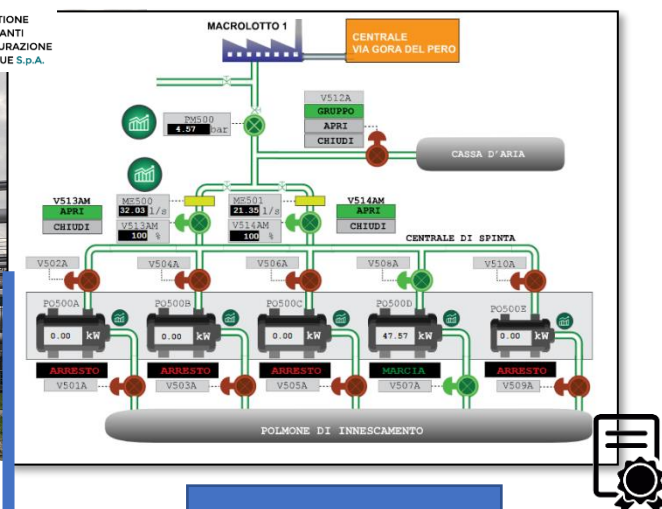 TIONE
ANTI
URAZIONE
UE S.p.A.
MACROLOTTO 1
CENTRALE
VIA GORA DEL PERO
V512A
GRUPPO
APRI
CHIUDI
PM500
4.57 bar
CASSA D'ARIA
V513AM
APRI
CHIUDI
ME500
32.03 l/s
V513AM
100 %
ME501
21.35 l/s
V514AM
100 %
V514AM
APRI
CHIUDI
CENTRALE DI SPINTA
V502A
V504A
V506A
V508A
V510A
PO500A
PO500B
PO500C
PO500D
PO500E
0.00 kW
0.00 kW
0.00 kW
47.57 kW
0.00 kW
ARRESTO
ARRESTO
ARRESTO
MARCIA
ARRESTO
V501A
V503A
V505A
V507A
V509A
POLMONE DI INNESCAMENTO